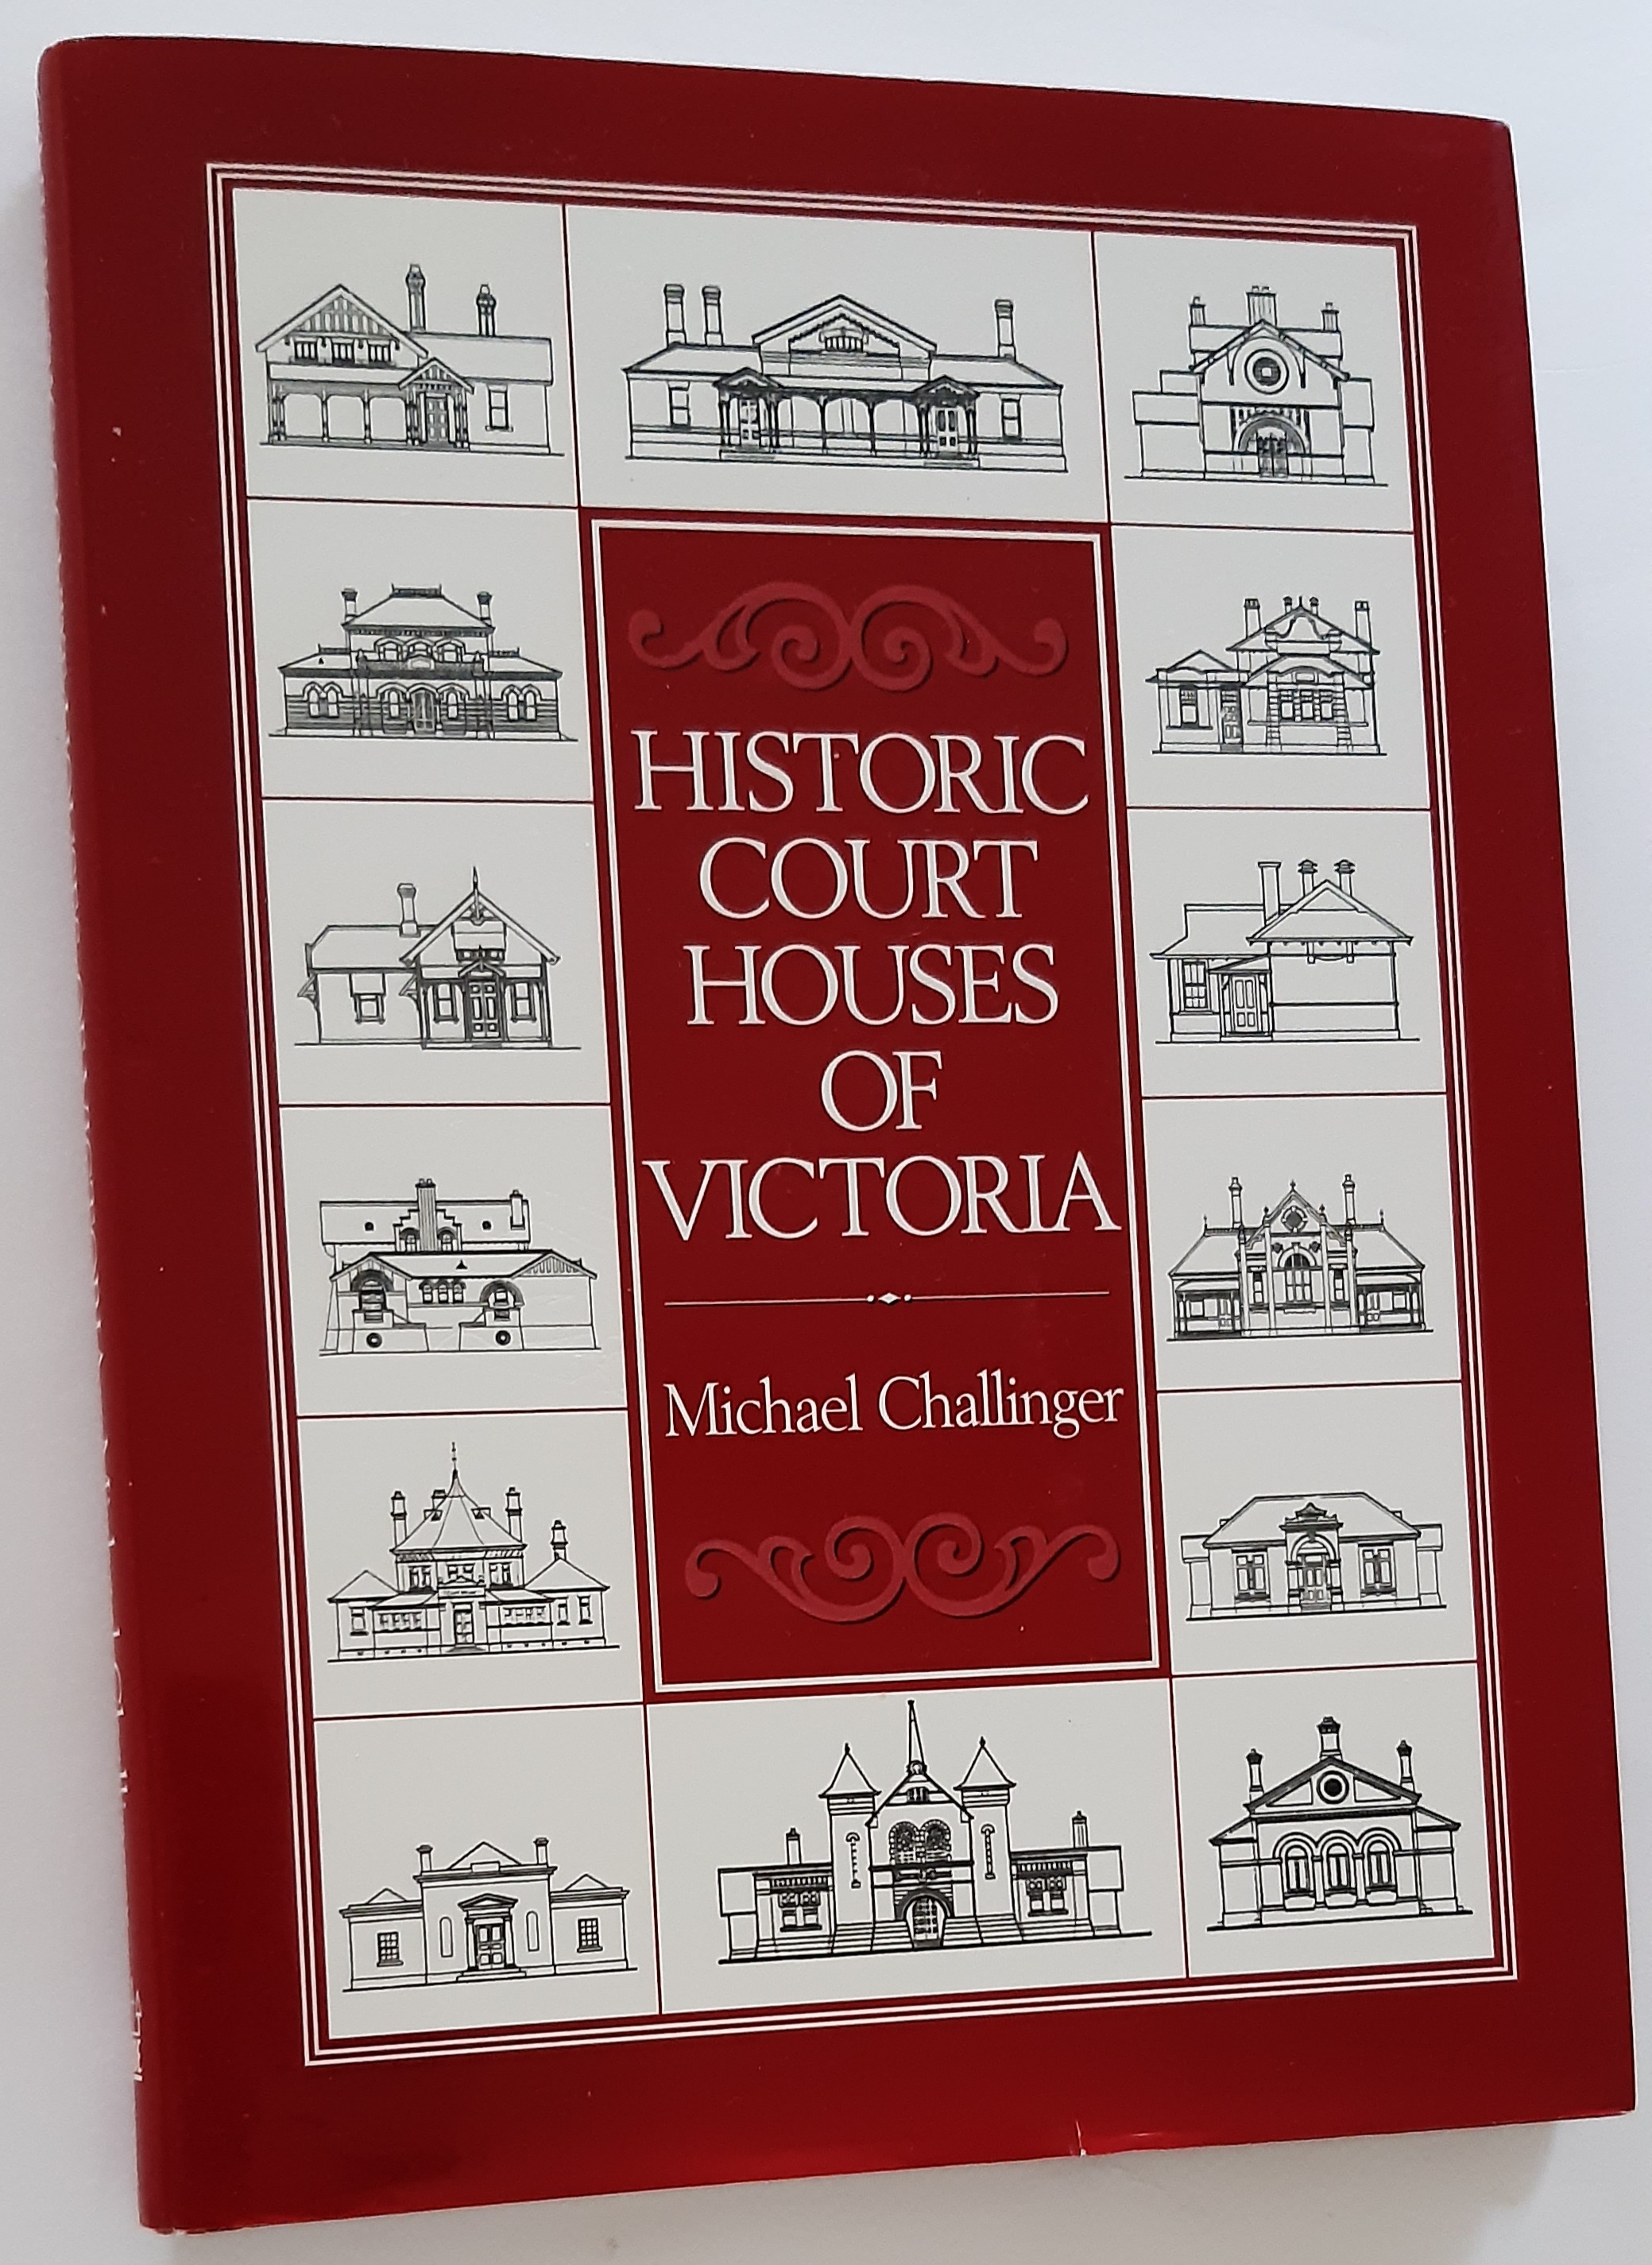 HISTORIC
COURT
HOUSES
OF
VICTORIA
Michael Challinger